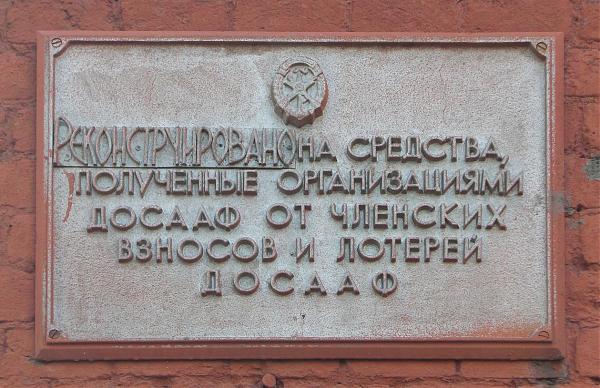 РЕКОНСТРУИРОВАНО НА СРЕДСТВА,
ПОЛУЧЕННЫЕ ОРГАНИЗАЦИЯМИ
ДОСААФ ОТ ЧЛЕНСКИХ
ВЗНОСОВ И ЛОТЕРЕЙ
ДОСААФ